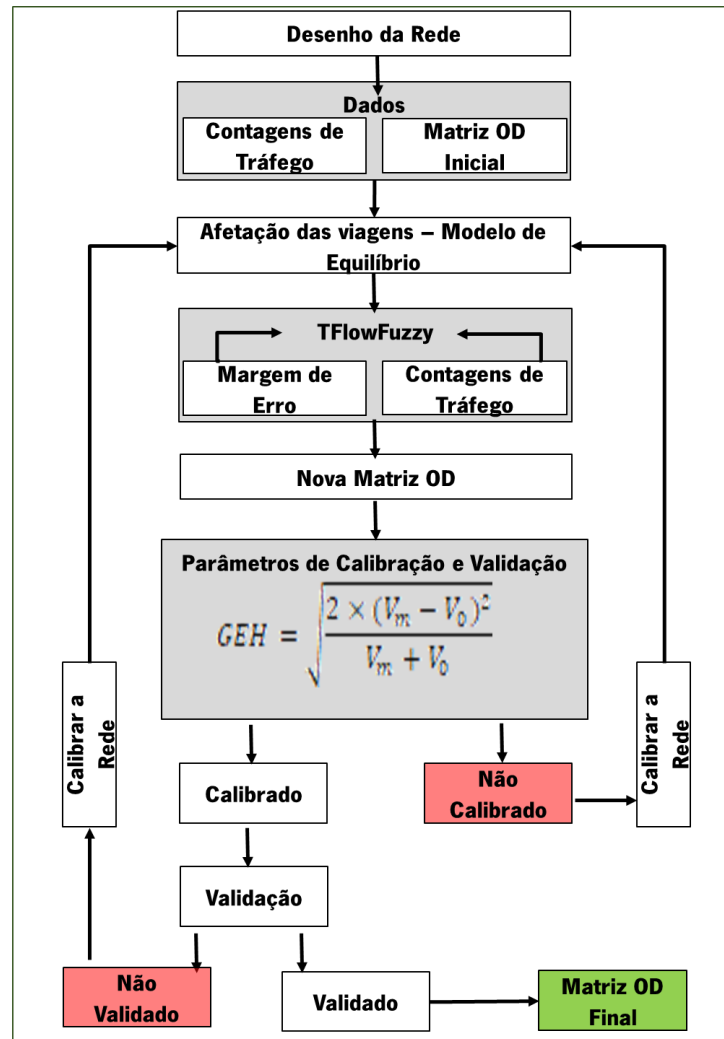 Desenho da Rede
Dados
Contagens de
Tráfego
Matriz OD
Inicial
Afetação das viagens – Modelo de
Equilíbrio
TFlowFuzzy
Margem de
Erro
Contagens de
Tráfego
Nova Matriz OD
Parâmetros de Calibração e Validação
GEH = √(2 × (Vₘ − V₀)² / (Vₘ + V₀))
Calibrar a
Rede
Calibrado
Não
Calibrado
Calibrar a
Rede
Validação
Não
Validado
Validado
Matriz OD
Final